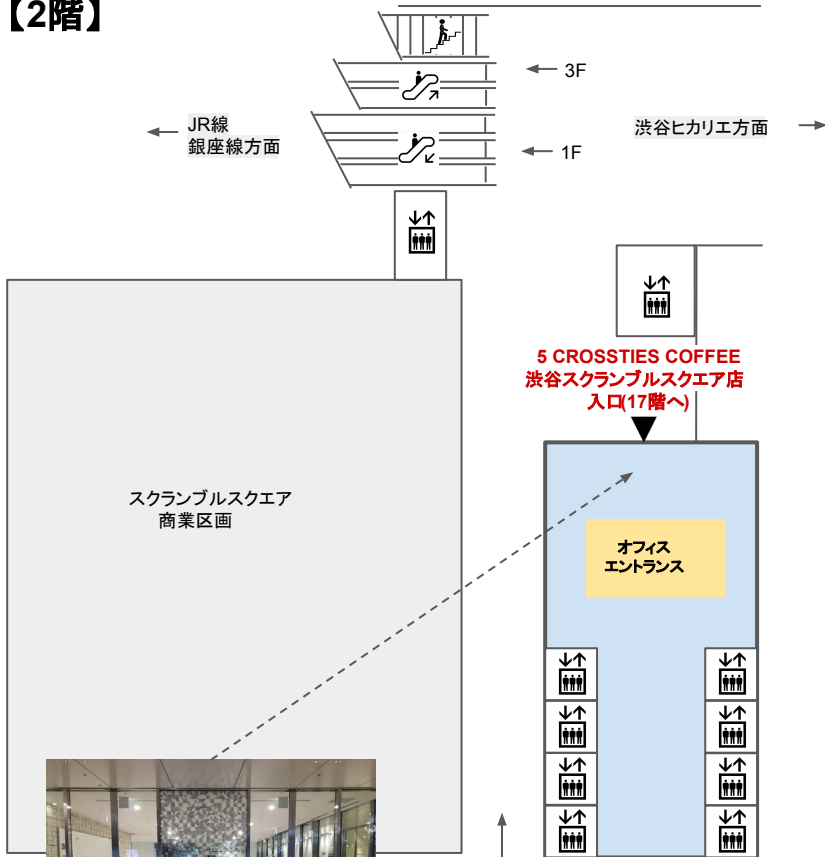 【2階】
3F
JR線
銀座線方面
渋谷ヒカリエ方面
1F
5 CROSSTIES COFFEE
渋谷スクランブルスクエア店
入口(17階へ)
スクランブルスクエア
商業区画
オフィス
エントランス